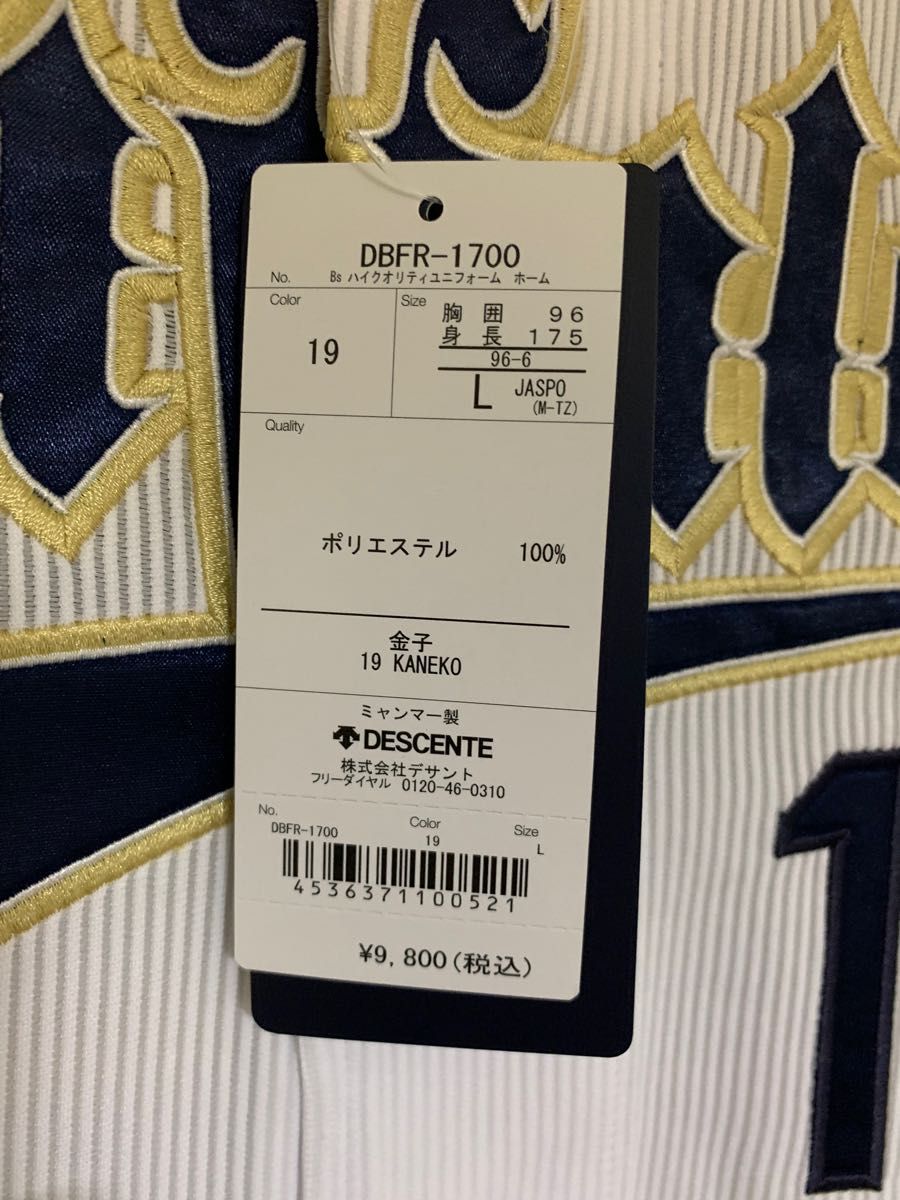 DBFR-1700
No. Bs ハイクオリティユニフォーム ホーム
Color
19
Size
胸囲 96
身長 175
96-6
L JASPO
(M-TZ)
Quality
ポリエステル 100%
金子
19 KANEKO
ミャンマー製
DESCENTE
株式会社デサント
フリーダイヤル 0120-46-0310
No. Color Size
DBFR-1700 19 L
4536371100521
¥9,800(税込)
1